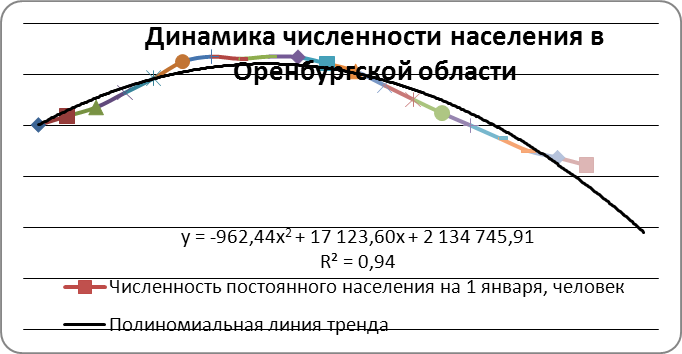 Динамика численности населения в
Оренбургской области
y = -962,44x² + 17 123,60x + 2 134 745,91
R² = 0,94
Численность постоянного населения на 1 января, человек
Полиномиальная линия тренда